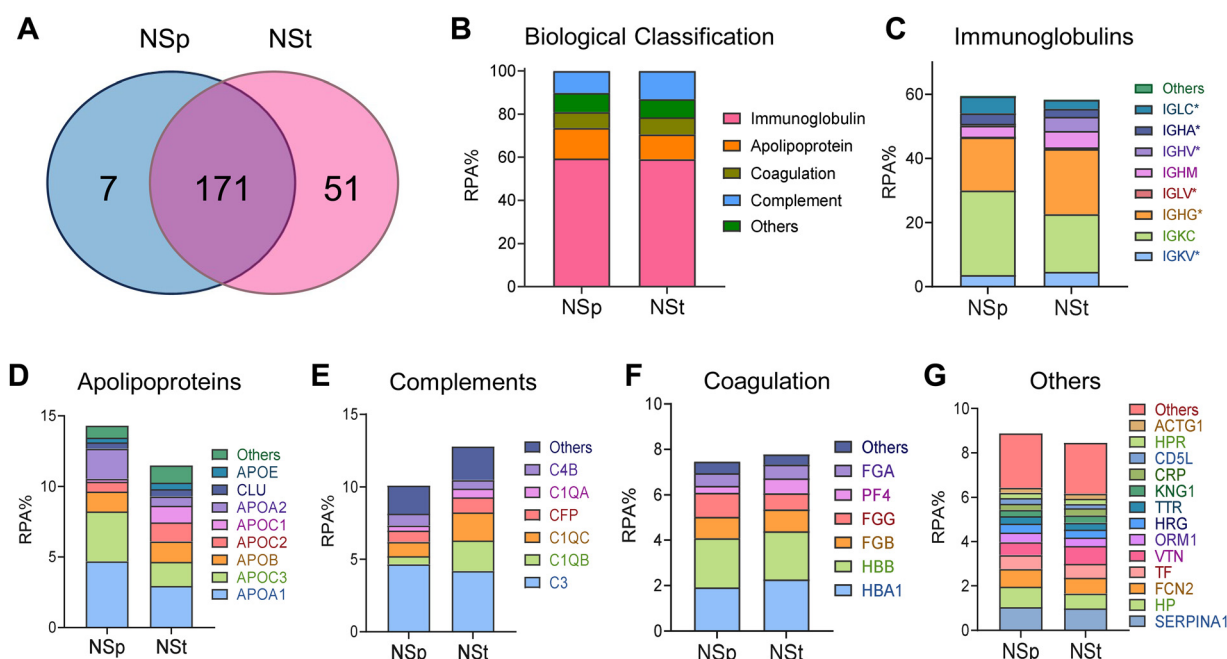 A
NSp
NSt
7
171
51
B
Biological Classification
RPA%
100
80
60
40
20
0
NSp
NSt
Immunoglobulin
Apolipoprotein
Coagulation
Complement
Others
C
Immunoglobulins
RPA%
60
40
20
0
NSp
NSt
Others
IGLC*
IGHA*
IGHV*
IGHM
IGLV*
IGHG*
IGKC
IGKV*
D
Apolipoproteins
RPA%
15
10
5
0
NSp
NSt
Others
APOE
CLU
APOA2
APOC1
APOC2
APOB
APOC3
APOA1
E
Complements
RPA%
15
10
5
0
NSp
NSt
Others
C4B
C1QA
CFP
C1QC
C1QB
C3
F
Coagulation
RPA%
10
8
6
4
2
0
NSp
NSt
Others
FGA
PF4
FGG
FGB
HBB
HBA1
G
Others
RPA%
10
8
6
4
2
0
NSp
NSt
Others
ACTG1
HPR
CD5L
CRP
KNG1
TTR
HRG
ORM1
VTN
TF
FCN2
HP
SERPINA1